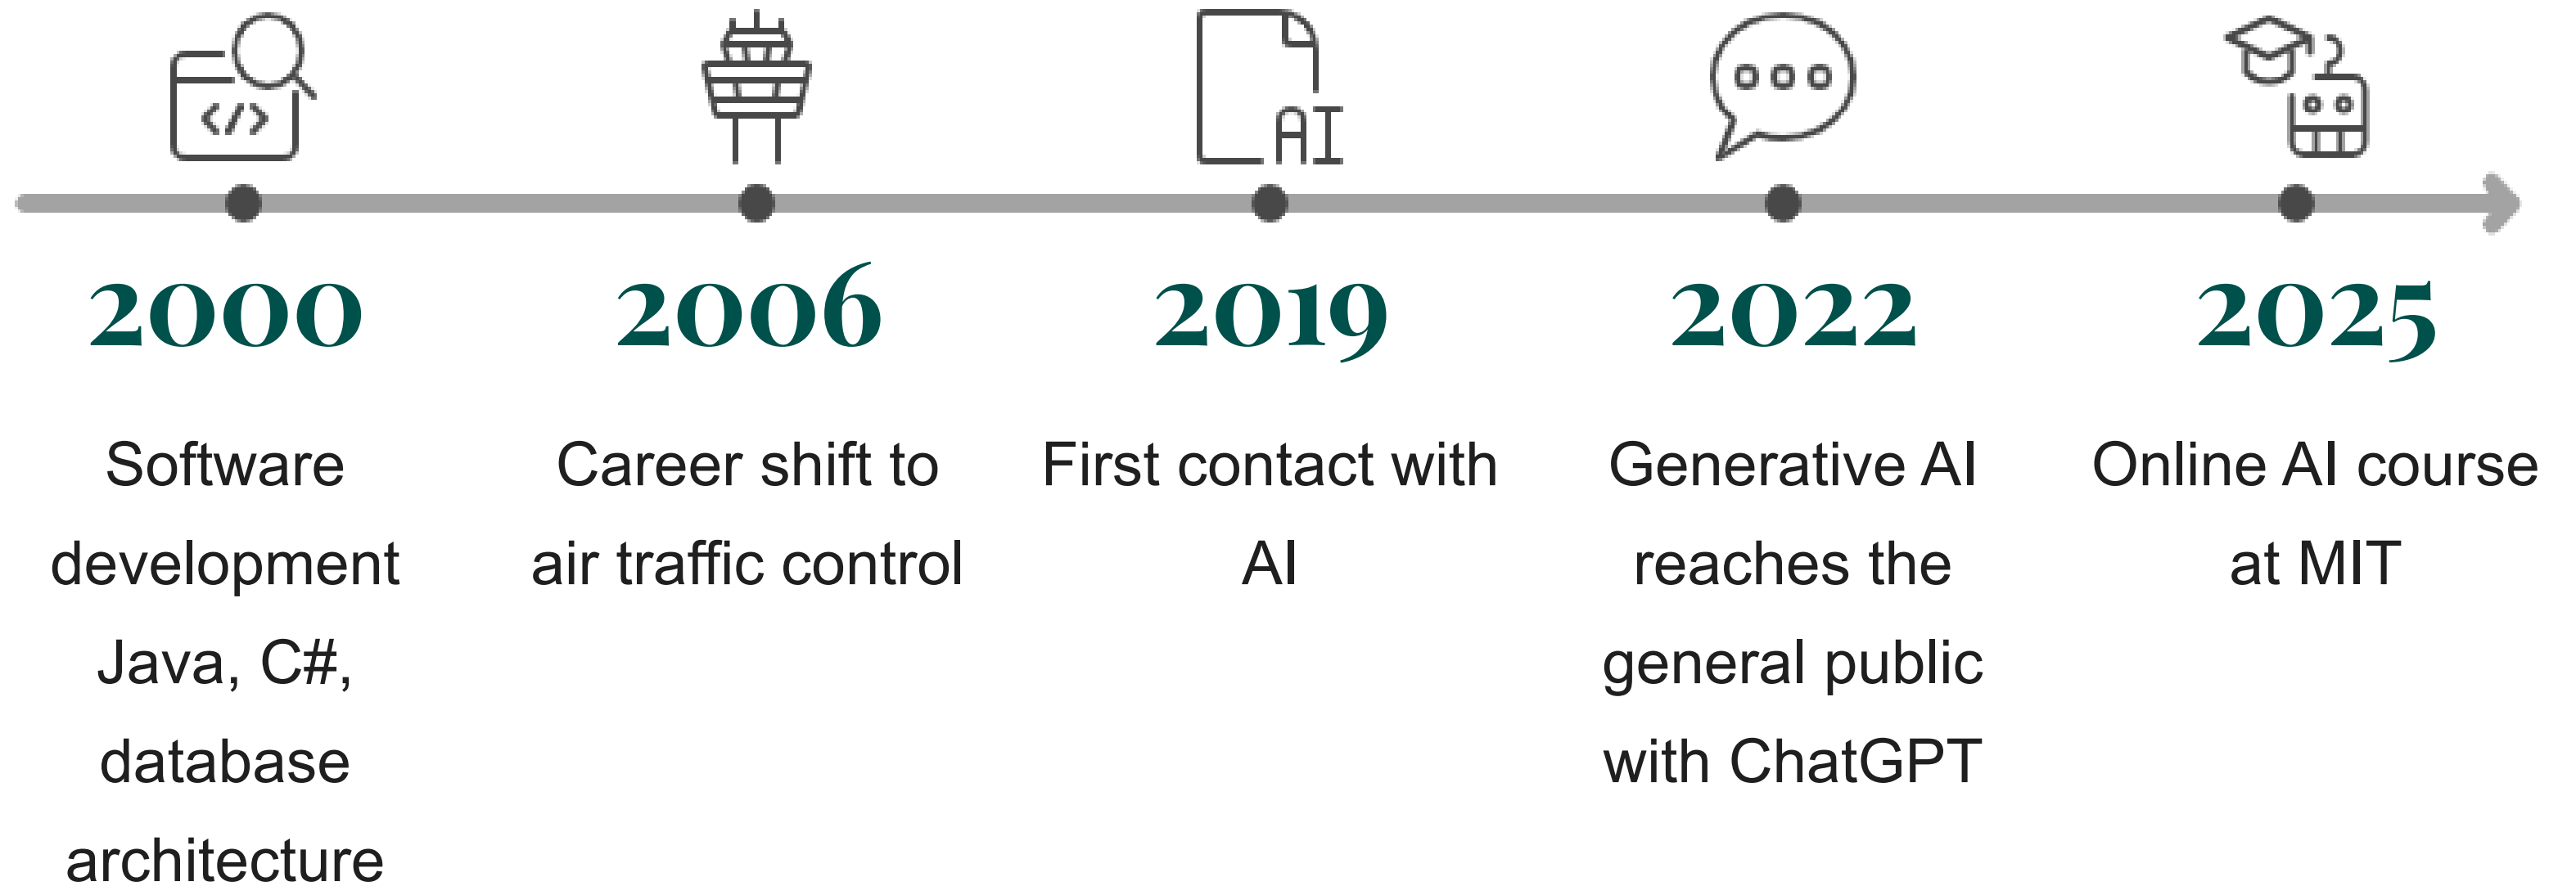 </>
AI
2000
Software
development
Java, C#,
database
architecture
2006
Career shift to
air traffic control
2019
First contact with
AI
2022
Generative AI
reaches the
general public
with ChatGPT
2025
Online AI course
at MIT